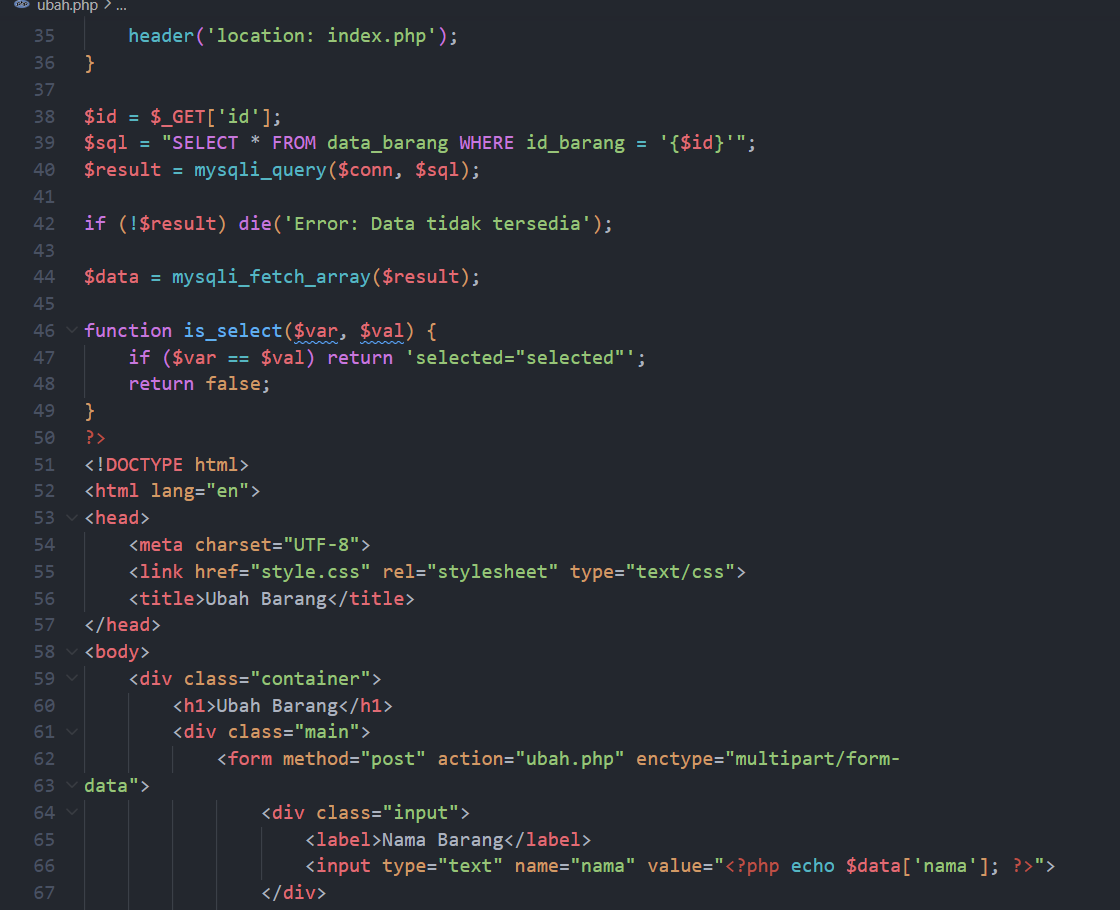 ubah.php > ...
35     header('location: index.php');
36 }
37
38 $id = $_GET['id'];
39 $sql = "SELECT * FROM data_barang WHERE id_barang = '{$id}'";
40 $result = mysqli_query($conn, $sql);
41
42 if (!$result) die('Error: Data tidak tersedia');
43
44 $data = mysqli_fetch_array($result);
45
46 function is_select($var, $val) {
47     if ($var == $val) return 'selected="selected"';
48     return false;
49 }
50 ?>
51 <!DOCTYPE html>
52 <html lang="en">
53 <head>
54     <meta charset="UTF-8">
55     <link href="style.css" rel="stylesheet" type="text/css">
56     <title>Ubah Barang</title>
57 </head>
58 <body>
59     <div class="container">
60         <h1>Ubah Barang</h1>
61         <div class="main">
62             <form method="post" action="ubah.php" enctype="multipart/form-
63 data">
64                 <div class="input">
65                     <label>Nama Barang</label>
66                     <input type="text" name="nama" value="<?php echo $data['nama']; ?>">
67                 </div>